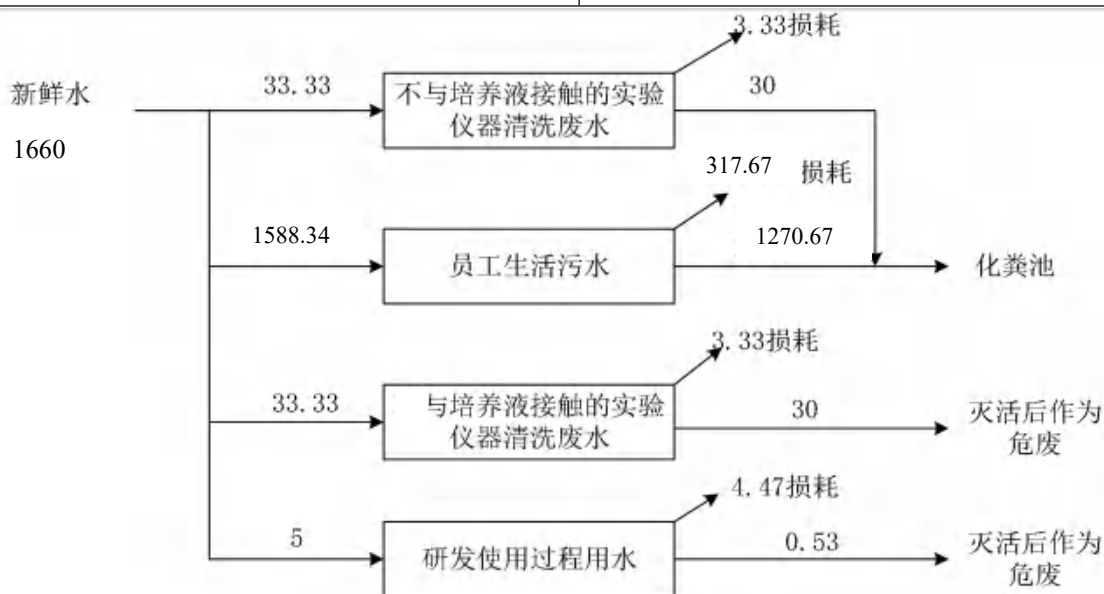 3.33损耗
新鲜水
33.33
不与培养液接触的实验
仪器清洗废水
30
1660
317.67 损耗
1588.34
员工生活污水
1270.67
化粪池
3.33损耗
33.33
与培养液接触的实验
仪器清洗废水
30
灭活后作为
危废
4.47损耗
5
研发使用过程用水
0.53
灭活后作为
危废